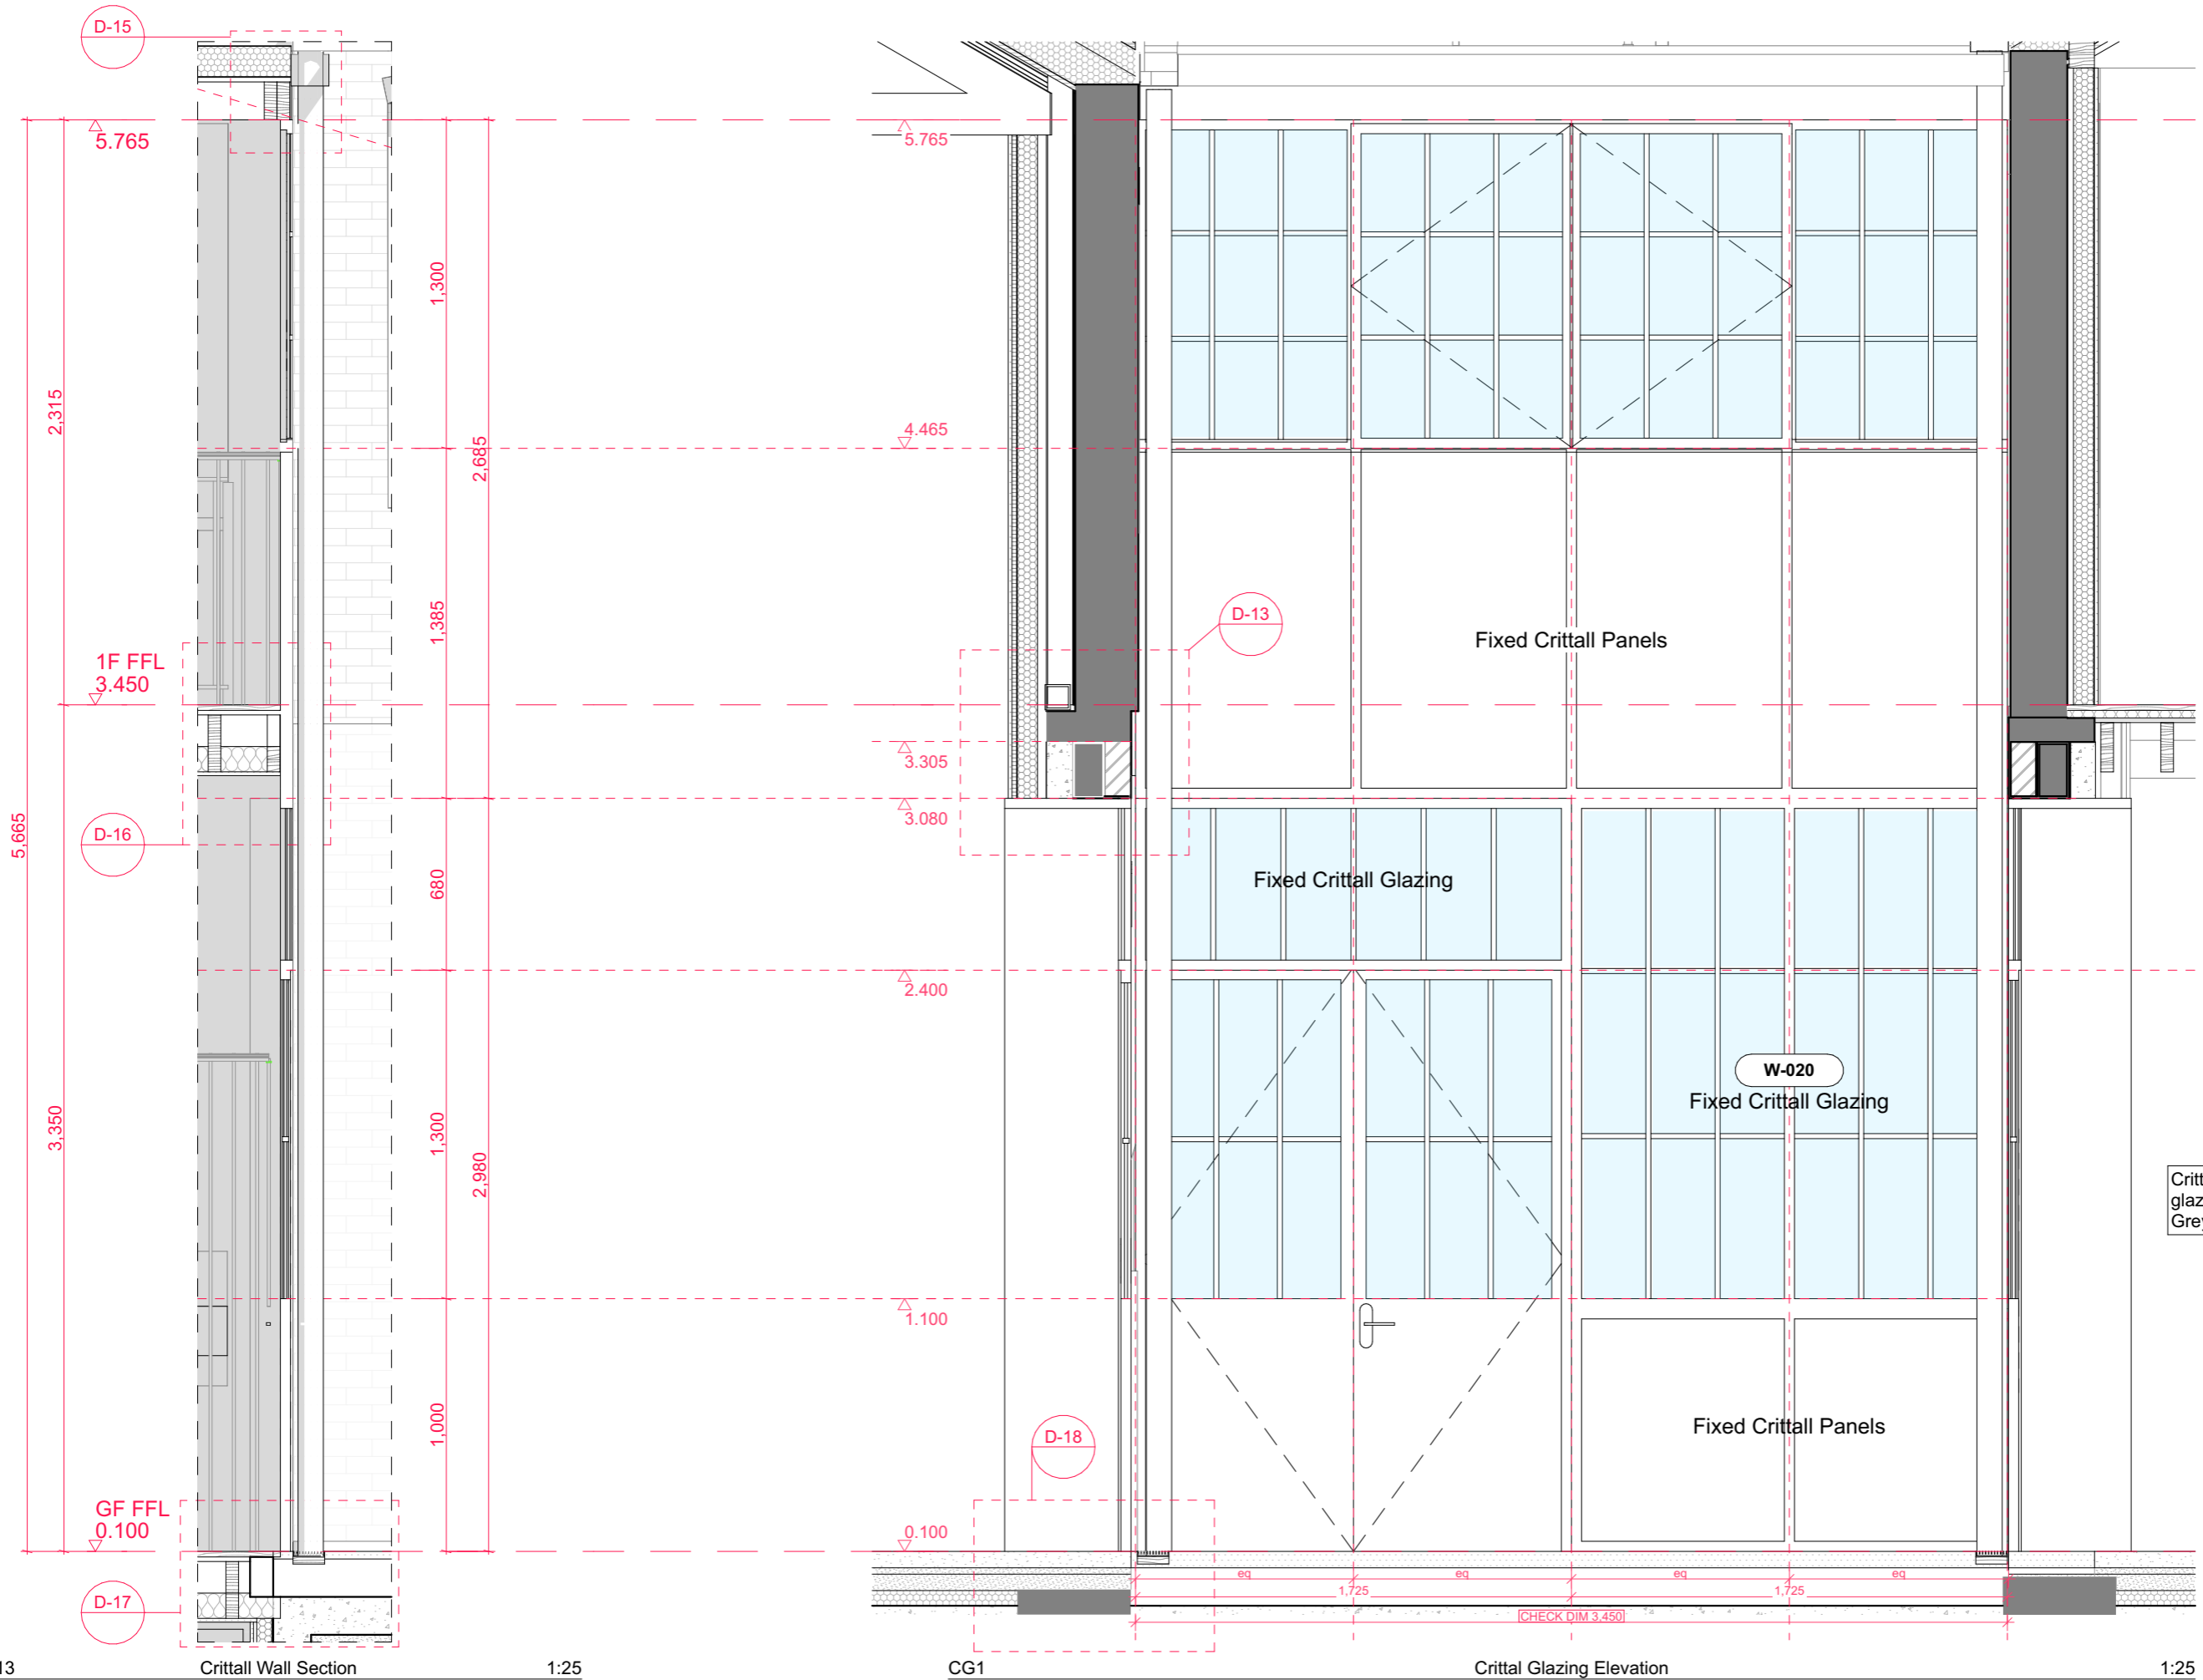 D-15
5.765
5.765
1,300
2,315
4.465
2,685
1,385
D-13
Fixed Crittall Panels
1F FFL
3.450
3.305
3.080
5,665
D-16
680
Fixed Crittall Glazing
2.400
W-020
Fixed Crittall Glazing
3,350
1,300
2,980
Critt
glaz
Grey
1.100
1,000
D-18
Fixed Crittall Panels
GF FFL
0.100
0.100
eq
eq
eq
eq
1,725
1,725
D-17
CHECK DIM 3,450
13
Crittall Wall Section
1:25
CG1
Crittal Glazing Elevation
1:25